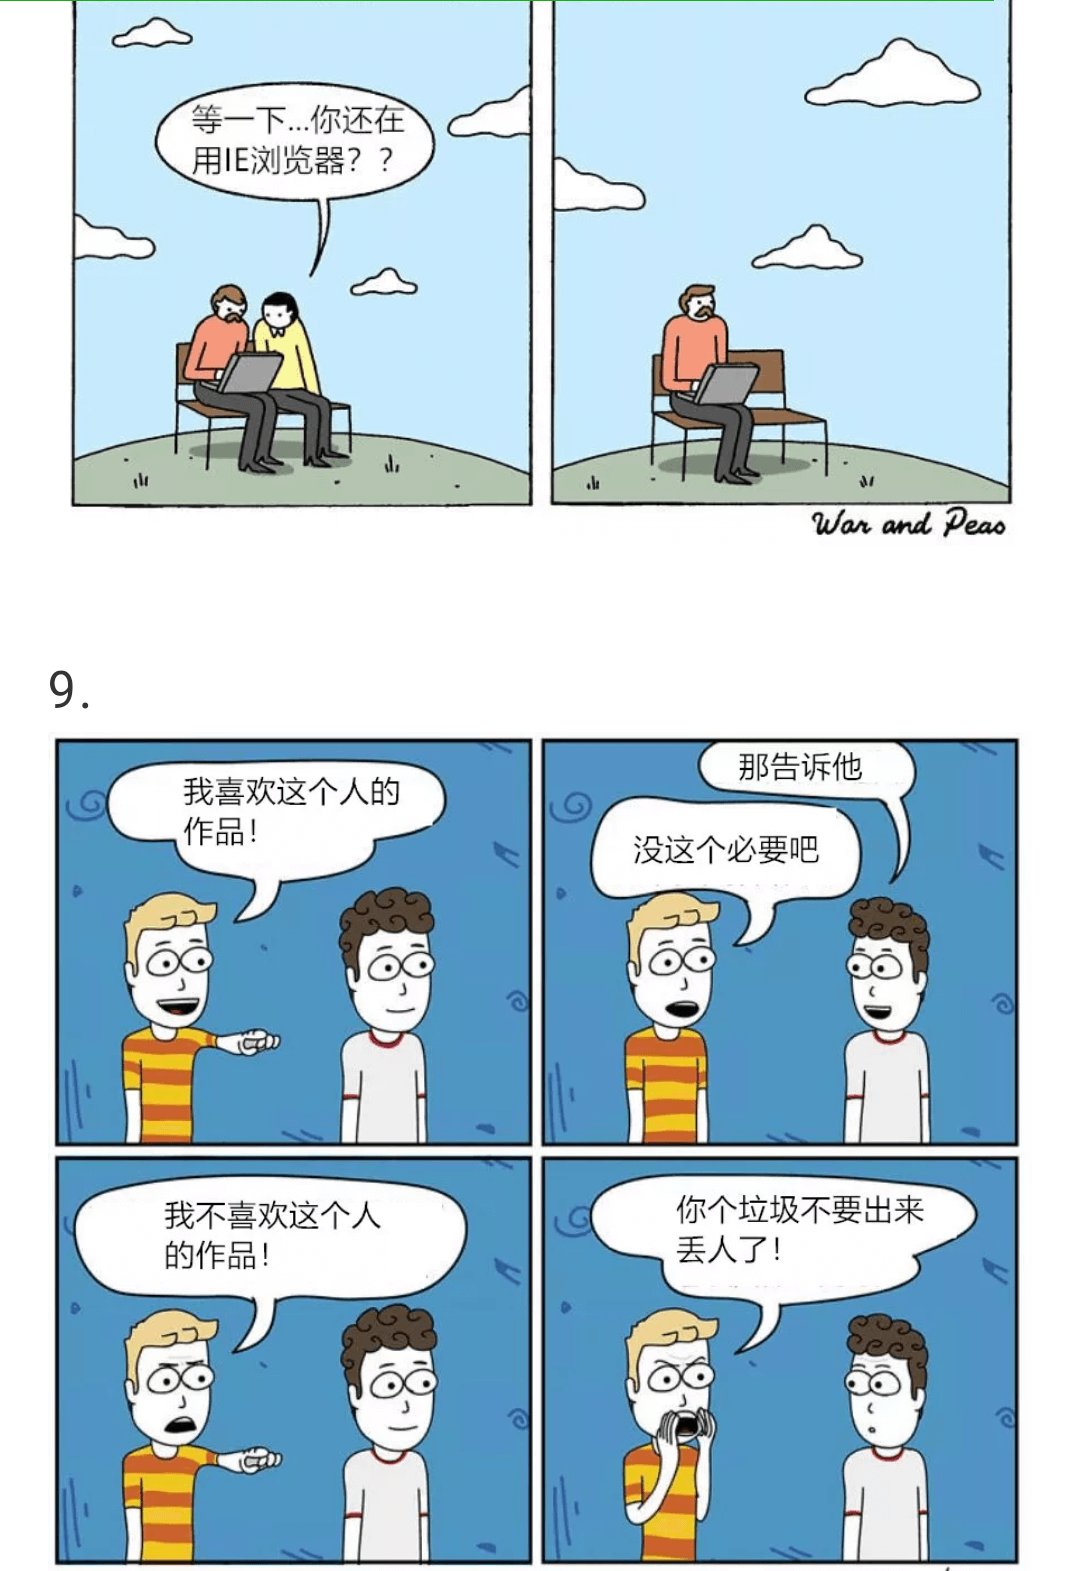 等一下...你还在
用IE浏览器？？
War and Peas
9.
我喜欢这个人的
作品！
那告诉他
没这个必要吧
我不喜欢这个人
的作品！
你个垃圾不要出来
丢人了！